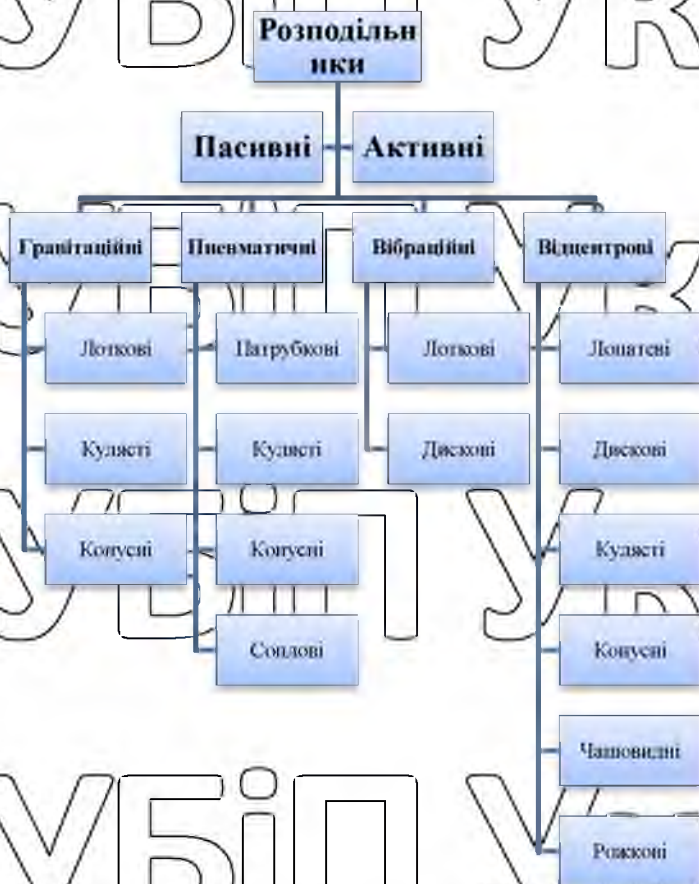 Розподільн
ики
Пасивні
Активні
Гравітаційні
Пневматичні
Вібраційні
Відцентрові
Лоткові
Патрубкові
Лоткові
Лопатеві
Кулясті
Кулясті
Дискові
Дискові
Конусні
Конусні
Кулясті
Соплові
Конусні
Чашовидні
Рожкові